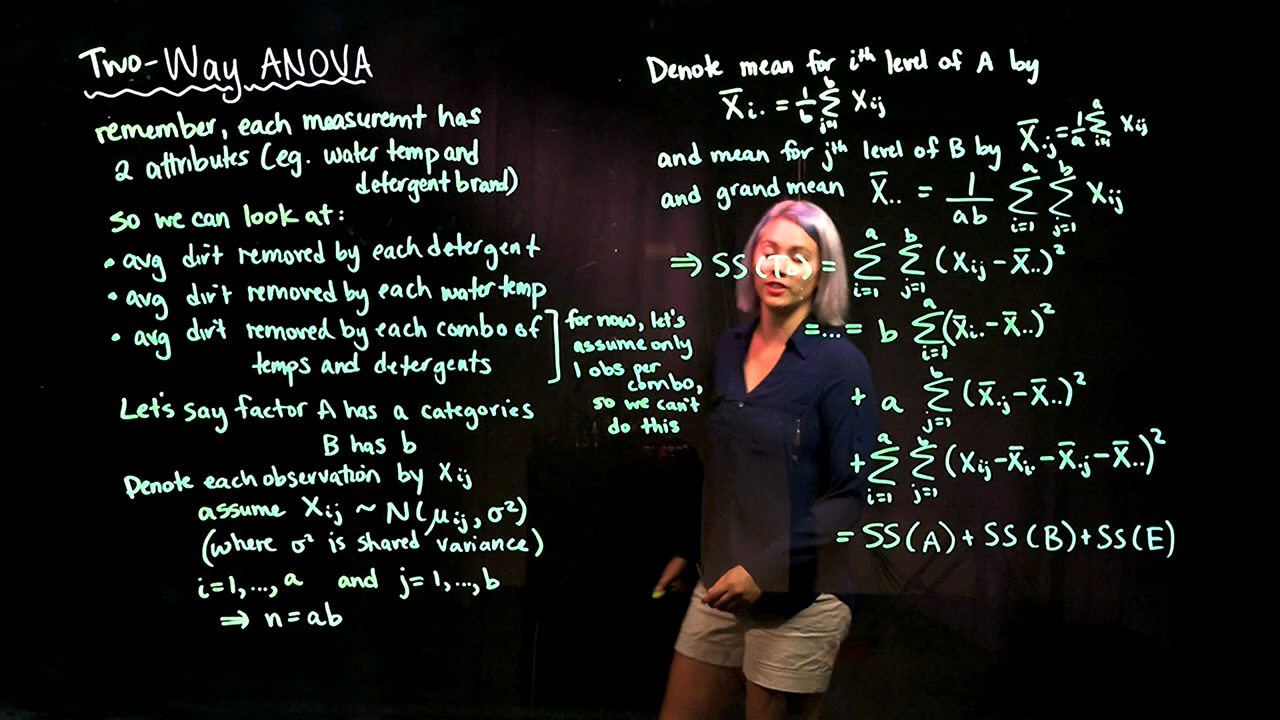 Two-Way ANOVA
remember, each measuremt has
2 attributes (eg. water temp and
detergent brand)
so we can look at:
• avg dirt removed by each detergent
• avg dirt removed by each water temp
• avg dirt removed by each combo of
temps and detergents
for now, let's
assume only
1 obs per
combo,
so we can't
do this
Let's say factor A has a categories
B has b
Denote each observation by Xij
assume Xij ~ N(μij, σ²)
(where σ² is shared variance)
i=1,...,a and j=1,...,b
⇒ n=ab
Denote mean for ith level of A by
X̄i. = 1/b Σ_{j=1}^{b} Xij
and mean for jth level of B by X̄.j = 1/a Σ_{i=1}^{a} Xij
and grand mean X̄.. = 1/ab Σ_{i=1}^{a} Σ_{j=1}^{b} Xij
⇒ SS(To) = Σ_{i=1}^{a} Σ_{j=1}^{b} (Xij - X̄..)²
=...= b Σ_{i=1}^{a} (X̄i. - X̄..)²
+ a Σ_{j=1}^{b} (X̄.j - X̄..)²
+ Σ_{i=1}^{a} Σ_{j=1}^{b} (Xij - X̄i. - X̄.j - X̄..)²
= SS(A) + SS(B) + SS(E)